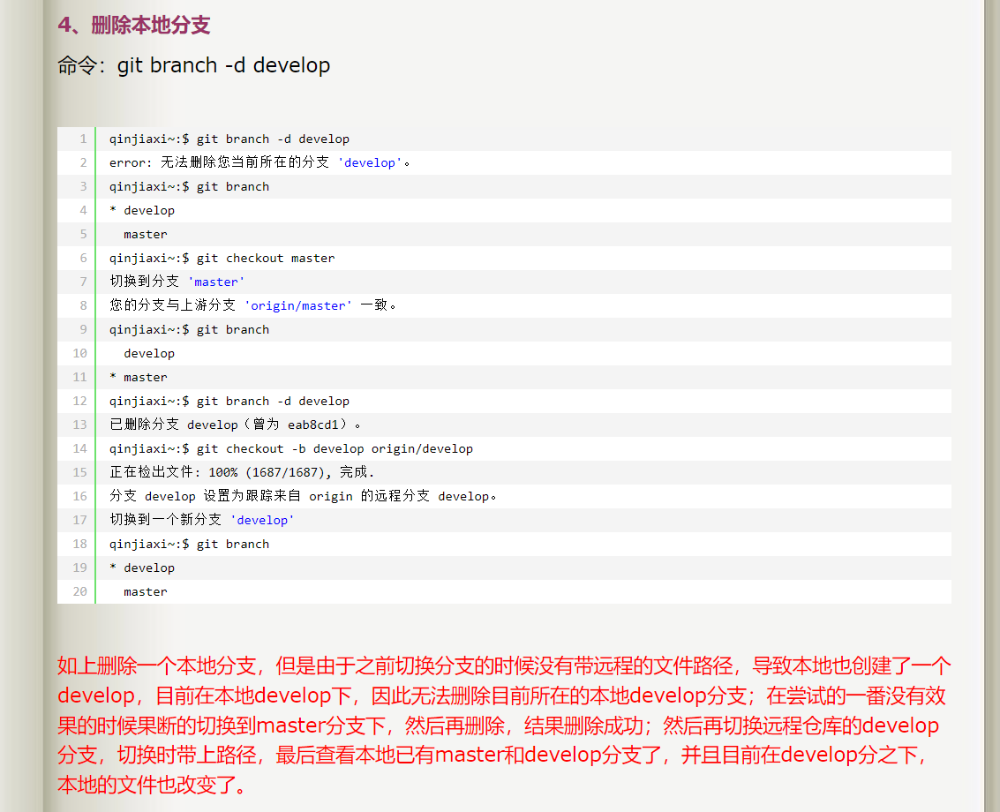 4、删除本地分支
命令：git branch -d develop
1 qinjiaxi~:$ git branch -d develop
2 error: 无法删除您当前所在的分支 'develop'。
3 qinjiaxi~:$ git branch
4 * develop
5   master
6 qinjiaxi~:$ git checkout master
7 切换到分支 'master'
8 您的分支与上游分支 'origin/master' 一致。
9 qinjiaxi~:$ git branch
10   develop
11 * master
12 qinjiaxi~:$ git branch -d develop
13 已删除分支 develop（曾为 eab8cd1）。
14 qinjiaxi~:$ git checkout -b develop origin/develop
15 正在检出文件: 100% (1687/1687), 完成.
16 分支 develop 设置为跟踪来自 origin 的远程分支 develop。
17 切换到一个新分支 'develop'
18 qinjiaxi~:$ git branch
19 * develop
20   master
如上删除一个本地分支，但是由于之前切换分支的时候没有带远程的文件路径，导致本地也创建了一个
develop，目前在本地develop下，因此无法删除目前所在的本地develop分支；在尝试的一番没有效
果的时候果断的切换到master分支下，然后再删除，结果删除成功；然后再切换远程仓库的develop
分支，切换时带上路径，最后查看本地已有master和develop分支了，并且目前在develop分之下，
本地的文件也改变了。